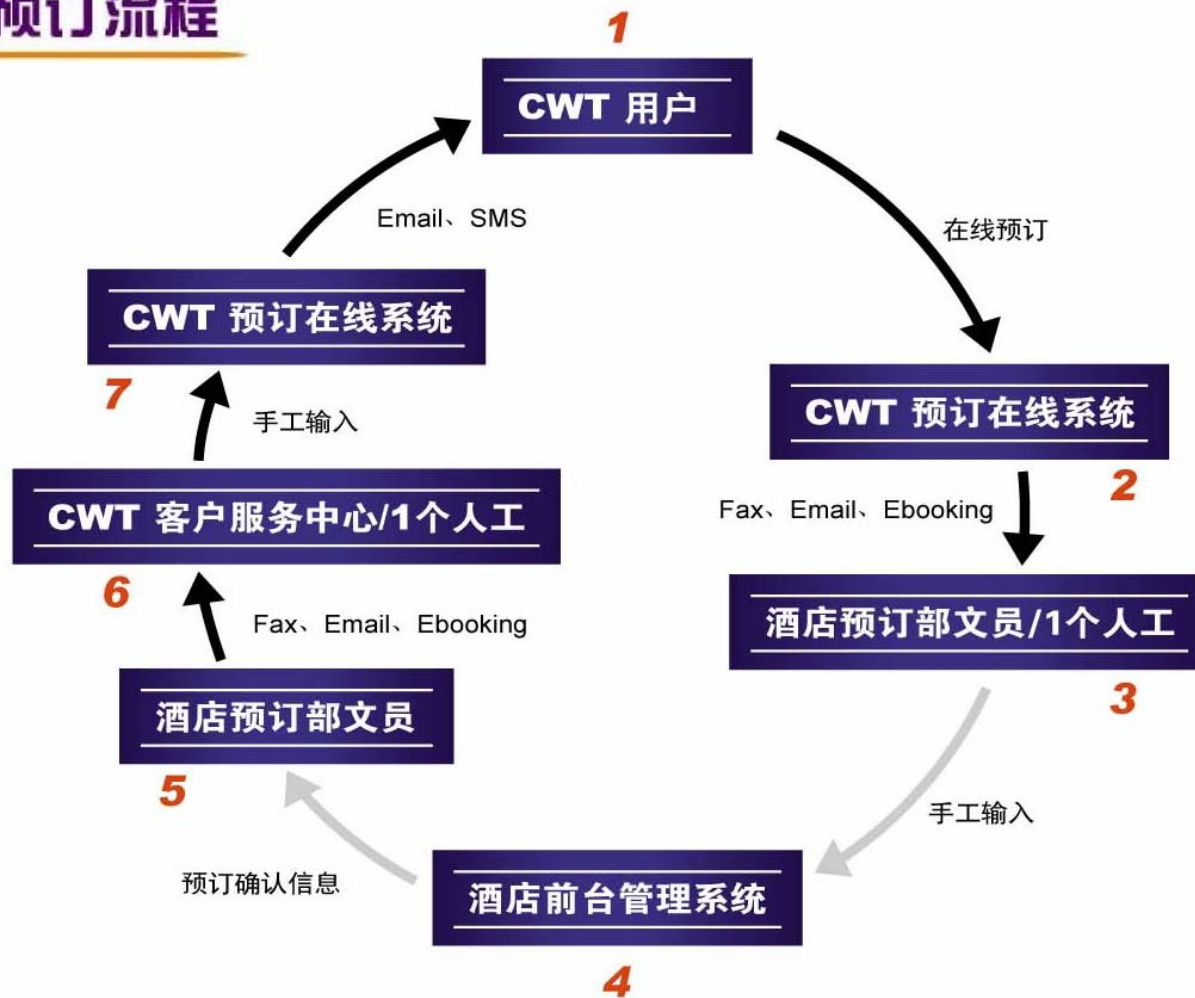 预订流程
1
CWT 用户
在线预订
CWT 预订在线系统
2
Fax、Email、Ebooking
酒店预订部文员/1个人工
3
手工输入
酒店前台管理系统
4
预订确认信息
酒店预订部文员
5
Fax、Email、Ebooking
CWT 客户服务中心/1个人工
6
手工输入
CWT 预订在线系统
7
Email、SMS